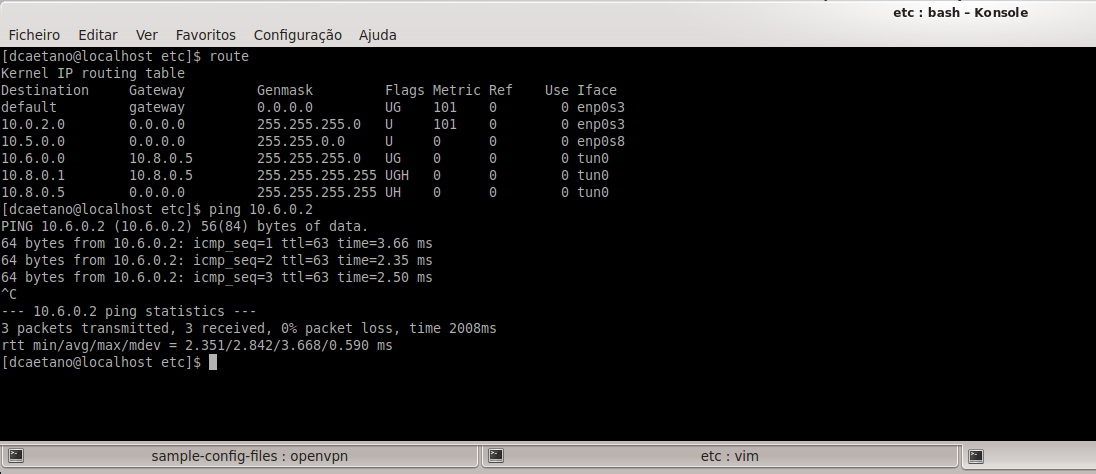 etc : bash – Konsole
Ficheiro Editar Ver Favoritos Configuração Ajuda
[dcaetano@localhost etc]$ route
Kernel IP routing table
Destination     Gateway         Genmask         Flags Metric Ref    Use Iface
default         gateway         0.0.0.0         UG    101    0        0 enp0s3
10.0.2.0        0.0.0.0         255.255.255.0   U     101    0        0 enp0s3
10.5.0.0        0.0.0.0         255.255.0.0     U     0      0        0 enp0s8
10.6.0.0        10.8.0.5        255.255.255.0   UG    0      0        0 tun0
10.8.0.1        10.8.0.5        255.255.255.255 UGH   0      0        0 tun0
10.8.0.5        0.0.0.0         255.255.255.255 UH    0      0        0 tun0
[dcaetano@localhost etc]$ ping 10.6.0.2
PING 10.6.0.2 (10.6.0.2) 56(84) bytes of data.
64 bytes from 10.6.0.2: icmp_seq=1 ttl=63 time=3.66 ms
64 bytes from 10.6.0.2: icmp_seq=2 ttl=63 time=2.35 ms
64 bytes from 10.6.0.2: icmp_seq=3 ttl=63 time=2.50 ms
^C
--- 10.6.0.2 ping statistics ---
3 packets transmitted, 3 received, 0% packet loss, time 2008ms
rtt min/avg/max/mdev = 2.351/2.842/3.668/0.590 ms
[dcaetano@localhost etc]$
sample-config-files : openvpn etc : vim